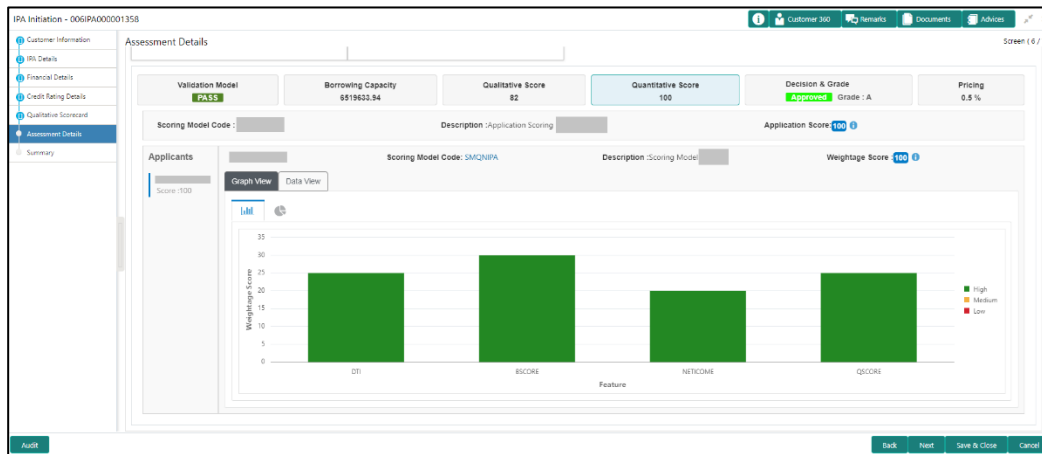 IPA Initiation - 006IPA000001358
Customer 360
Remarks
Documents
Advices
Customer Information
IPA Details
Financial Details
Credit Rating Details
Qualitative Scorecard
Assessment Details
Summary
Assessment Details
Screen ( 6 /
Validation Model
PASS
Borrowing Capacity
6519633.94
Qualitative Score
82
Quantitative Score
100
Decision & Grade
Approved Grade : A
Pricing
0.5 %
Scoring Model Code :
Description :Application Scoring
Application Score:100
Applicants
Score :100
Scoring Model Code: SMQNIPA
Description :Scoring Model
Weightage Score :100
Graph View
Data View
Weightage Score
35
30
25
20
15
10
5
0
DTI
BSCORE
NETICOME
QSCORE
Feature
High
Medium
Low
Audit
Back
Next
Save & Close
Cancel